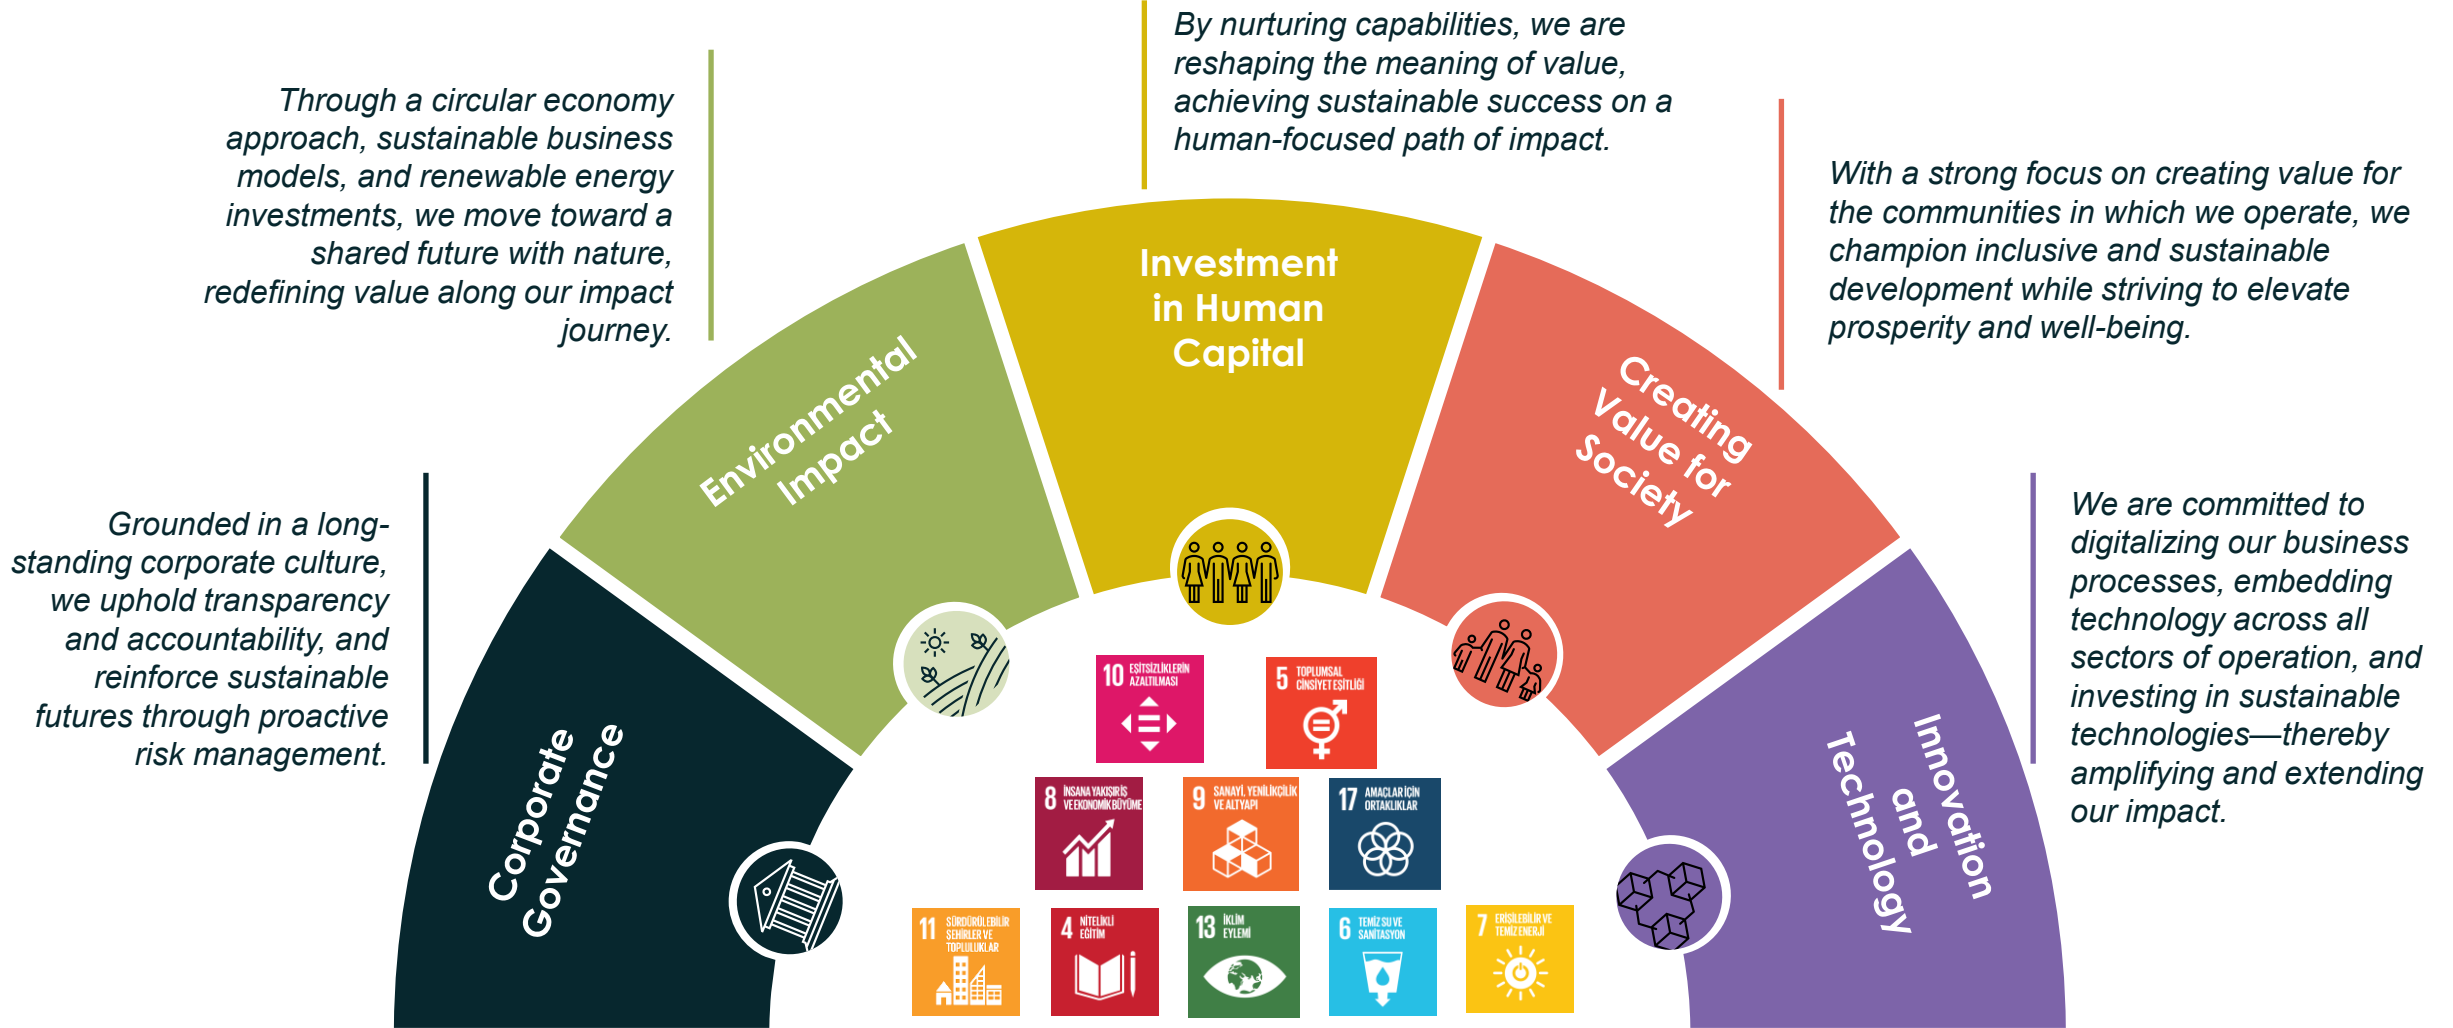 By nurturing capabilities, we are
reshaping the meaning of value,
achieving sustainable success on a
human-focused path of impact.
Through a circular economy
approach, sustainable business
models, and renewable energy
investments, we move toward a
shared future with nature,
redefining value along our impact
journey.
With a strong focus on creating value for
the communities in which we operate, we
champion inclusive and sustainable
development while striving to elevate
prosperity and well-being.
Grounded in a long-
standing corporate culture,
we uphold transparency
and accountability, and
reinforce sustainable
futures through proactive
risk management.
We are committed to
digitalizing our business
processes, embedding
technology across all
sectors of operation, and
investing in sustainable
technologies—thereby
amplifying and extending
our impact.
Corporate
Governance
Environmental
Impact
Investment
in Human
Capital
Creating
Value for
Society
Innovation
and
Technology
10 EŞİTSİZLİKLERİN
AZALTILMASI
5 TOPLUMSAL
CİNSİYET EŞİTLİĞİ
8 İNSANA YAKIŞIR İŞ
VE EKONOMİK BÜYÜME
9 SANAYİ, YENİLİKÇİLİK
VE ALTYAPI
17 AMAÇLAR İÇİN
ORTAKLIKLAR
11 SÜRDÜRÜLEBİLİR
ŞEHİRLER VE
TOPLULUKLAR
4 NİTELİKLİ
EĞİTİM
13 İKLİM
EYLEMİ
6 TEMİZ SU VE
SANİTASYON
7 ERİŞİLEBİLİR VE
TEMİZ ENERJİ